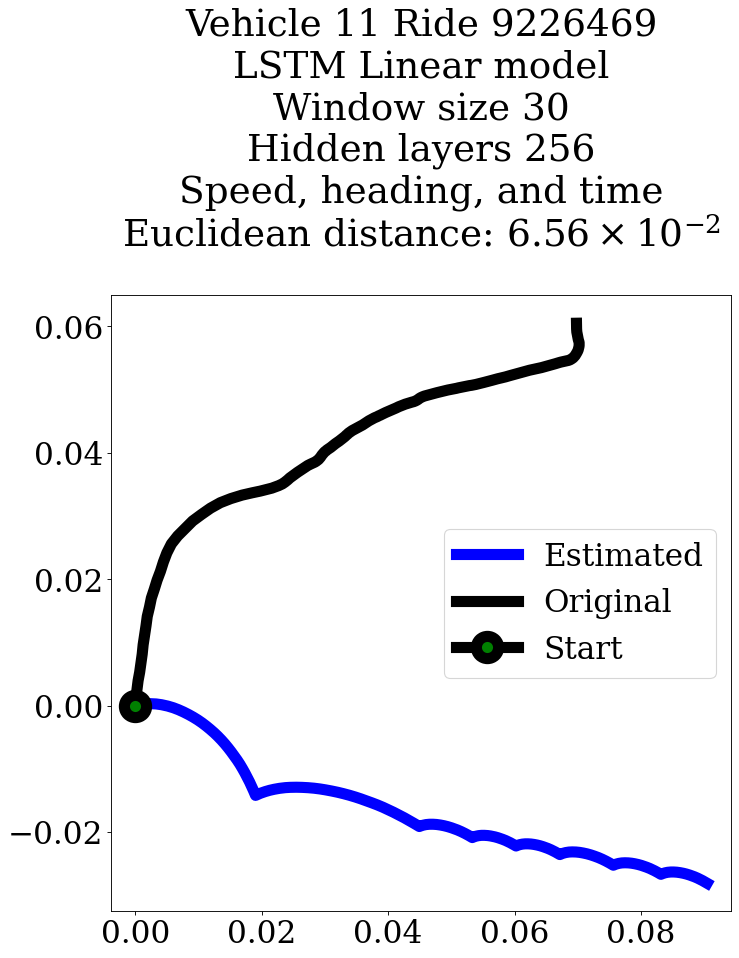 Vehicle 11 Ride 9226469
LSTM Linear model
Window size 30
Hidden layers 256
Speed, heading, and time
Euclidean distance: 6.56 × 10⁻²
0.06
0.04
0.02
0.00
−0.02
Estimated
Original
Start
0.00 0.02 0.04 0.06 0.08